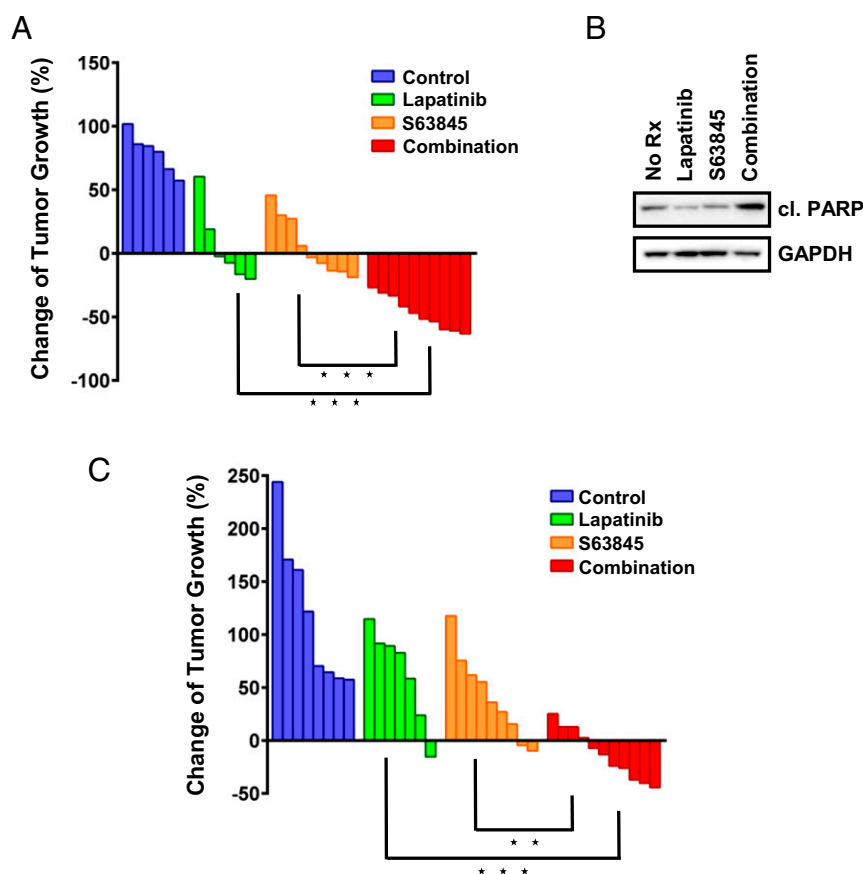 A
Change of Tumor Growth (%)
150
100
50
0
-50
-100
Control
Lapatinib
S63845
Combination
★ ★ ★
★ ★ ★
B
No Rx
Lapatinib
S63845
Combination
cl. PARP
GAPDH
C
Change of Tumor Growth (%)
250
200
150
100
50
0
-50
Control
Lapatinib
S63845
Combination
★ ★
★ ★ ★